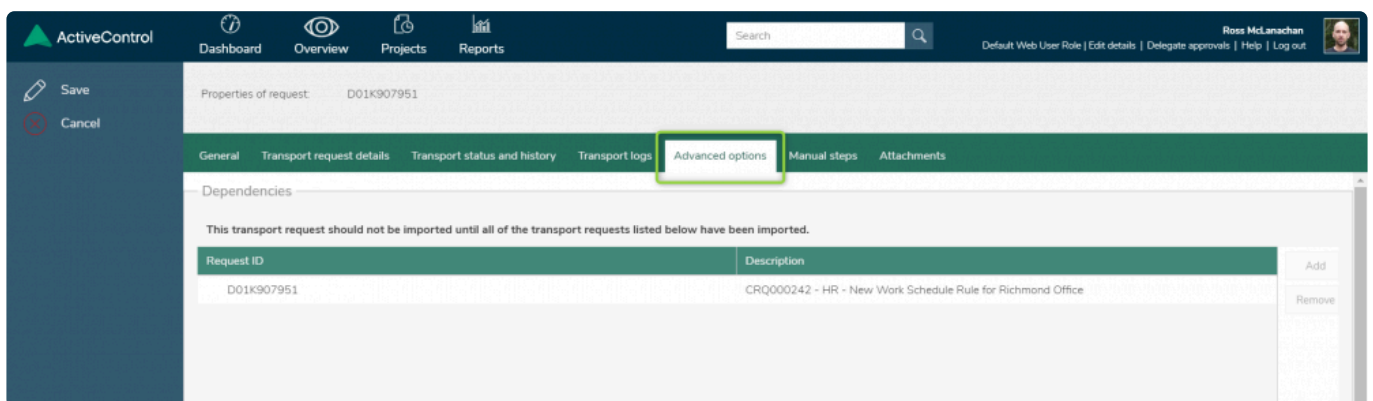 ActiveControl
Dashboard Overview Projects Reports
Search
Ross McLanachan
Default Web User Role | Edit details | Delegate approvals | Help | Log out
Save
Cancel
Properties of request: D01K907951
General Transport request details Transport status and history Transport logs Advanced options Manual steps Attachments
Dependencies
This transport request should not be imported until all of the transport requests listed below have been imported.
Request ID Description
Add
D01K907951 CRQ000242 - HR - New Work Schedule Rule for Richmond Office
Remove